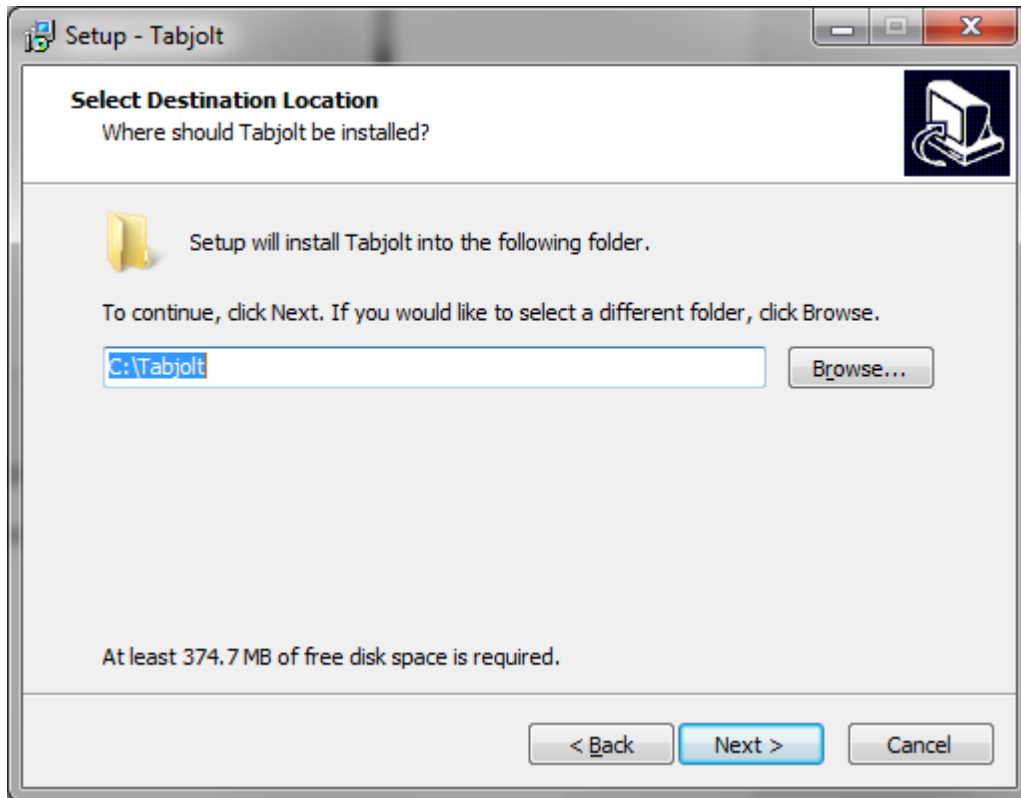 Setup - Tabjolt
Select Destination Location
Where should Tabjolt be installed?
Setup will install Tabjolt into the following folder.
To continue, click Next. If you would like to select a different folder, click Browse.
C:\Tabjolt
Browse...
At least 374.7 MB of free disk space is required.
< Back
Next >
Cancel